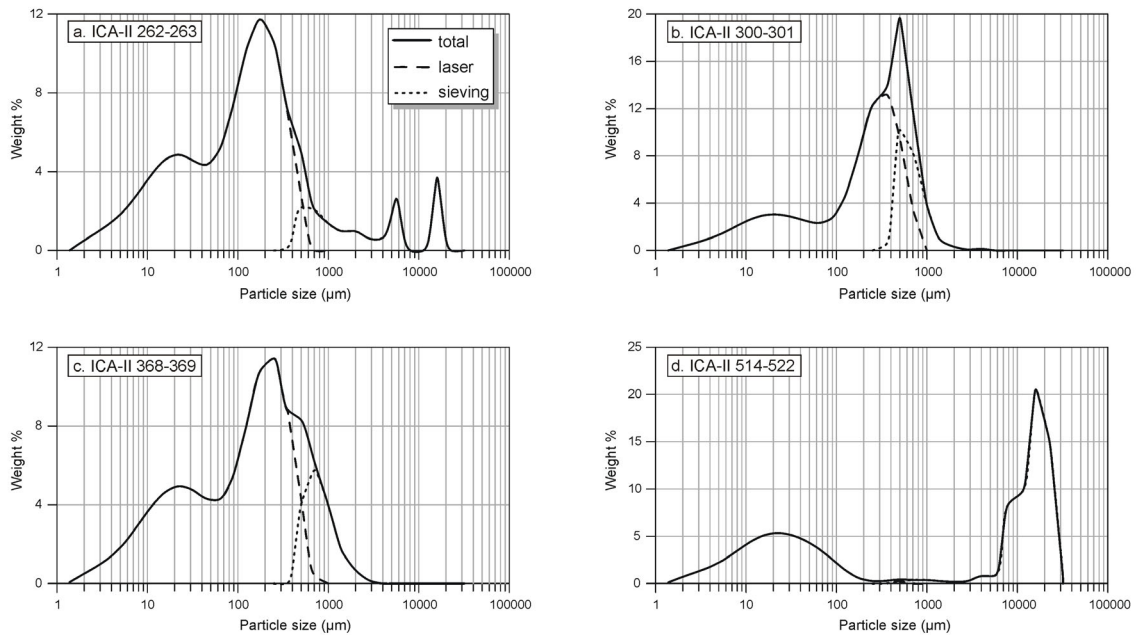 a. ICA-II 262-263
total
laser
sieving
Weight %
12
8
4
0
1 10 100 1000 10000 100000
Particle size (µm)
b. ICA-II 300-301
Weight %
20
16
12
8
4
0
1 10 100 1000 10000 100000
Particle size (µm)
c. ICA-II 368-369
Weight %
12
8
4
0
1 10 100 1000 10000 100000
Particle size (µm)
d. ICA-II 514-522
Weight %
25
20
15
10
5
0
1 10 100 1000 10000 100000
Particle size (µm)